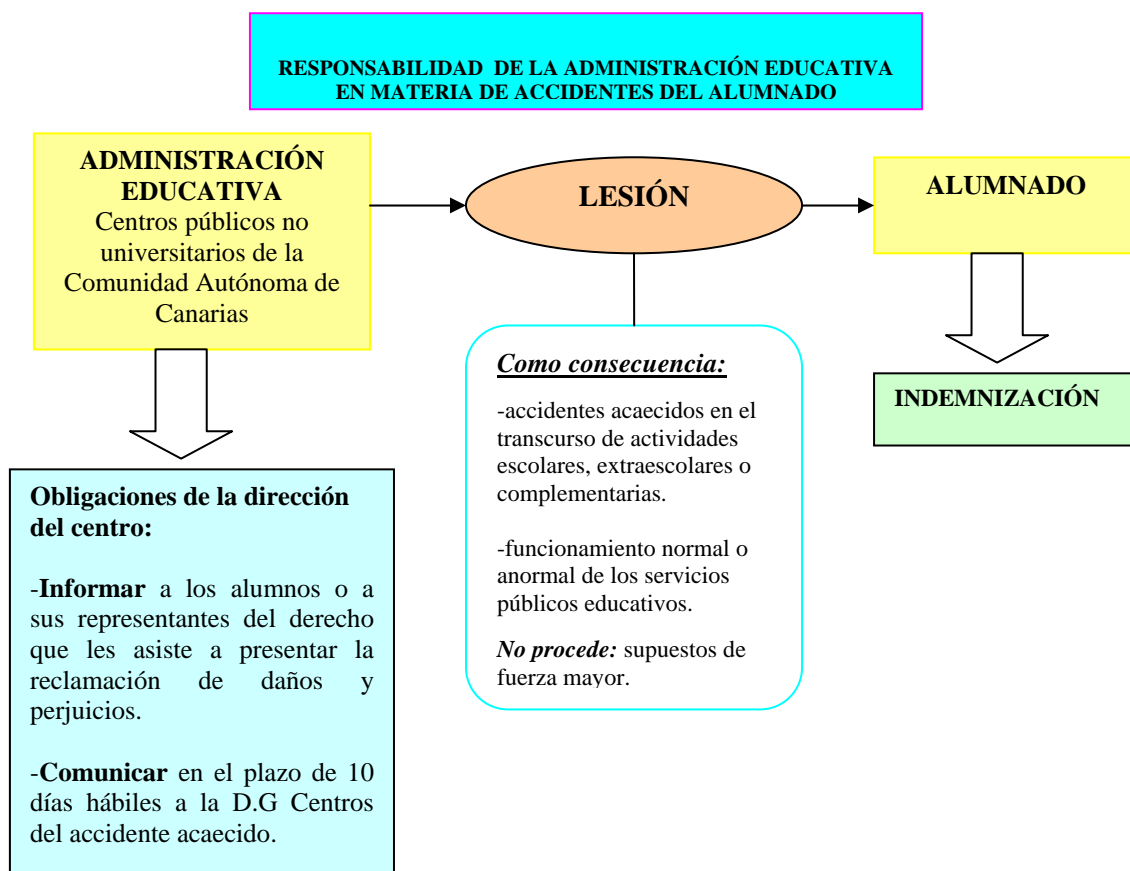 RESPONSABILIDAD DE LA ADMINISTRACIÓN EDUCATIVA
EN MATERIA DE ACCIDENTES DEL ALUMNADO
ADMINISTRACIÓN
EDUCATIVA
Centros públicos no
universitarios de la
Comunidad Autónoma de
Canarias
LESIÓN
ALUMNADO
Como consecuencia:
-accidentes acaecidos en el
transcurso de actividades
escolares, extraescolares o
complementarias.
-funcionamiento normal o
anormal de los servicios
públicos educativos.
No procede: supuestos de
fuerza mayor.
INDEMNIZACIÓN
Obligaciones de la dirección
del centro:
-Informar a los alumnos o a
sus representantes del derecho
que les asiste a presentar la
reclamación de daños y
perjuicios.
-Comunicar en el plazo de 10
días hábiles a la D.G Centros
del accidente acaecido.